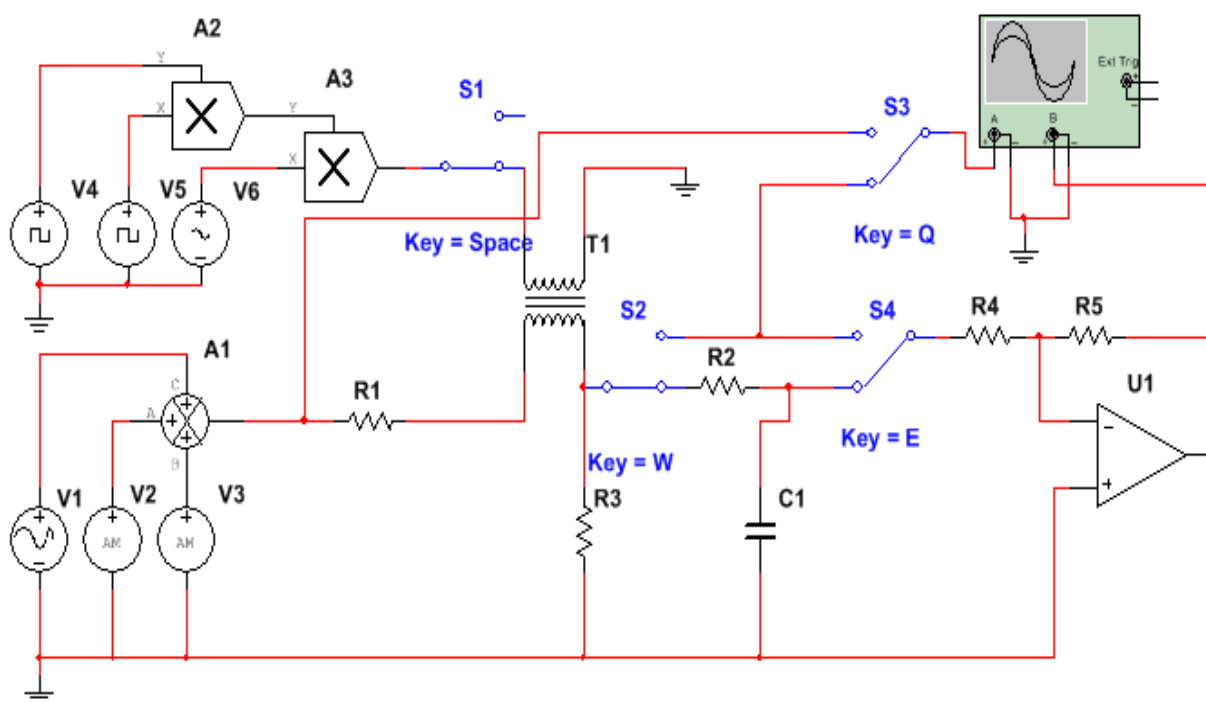 A2
Y
A3
X
Y
X
S1
S3
Ext Trig
A
B
V4
V5
V6
Key = Space
T1
Key = Q
S2
S4
R4
R5
A1
C
A
B
R1
R2
U1
Key = W
Key = E
V1
V2
V3
AM
AM
R3
C1